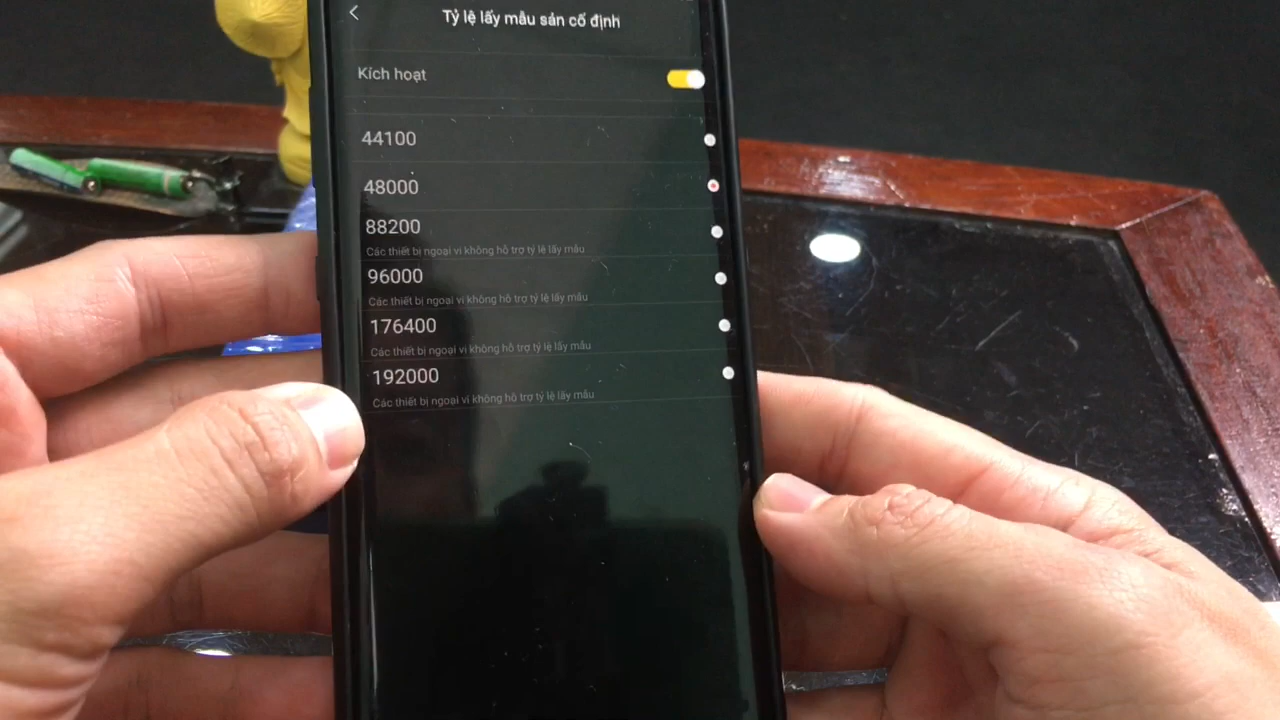 Tỷ lệ lấy mẫu sản cố định
Kích hoạt
44100
48000
88200
Các thiết bị ngoại vi không hỗ trợ tỷ lệ lấy mẫu
96000
Các thiết bị ngoại vi không hỗ trợ tỷ lệ lấy mẫu
176400
Các thiết bị ngoại vi không hỗ trợ tỷ lệ lấy mẫu
192000
Các thiết bị ngoại vi không hỗ trợ tỷ lệ lấy mẫu